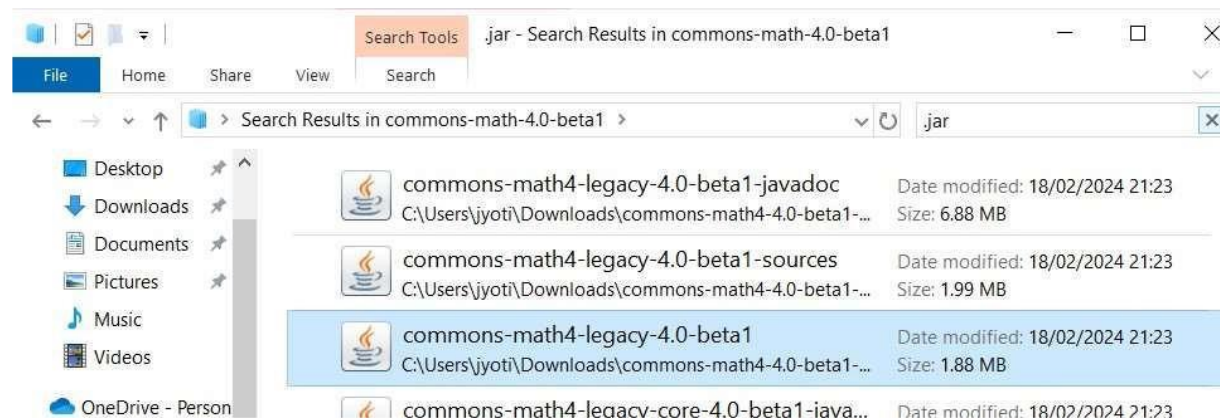 Search Tools
.jar - Search Results in commons-math-4.0-beta1
File
Home
Share
View
Search
Search Results in commons-math-4.0-beta1
.jar
Desktop
Downloads
Documents
Pictures
Music
Videos
OneDrive - Person
commons-math4-legacy-4.0-beta1-javadoc
C:\Users\jyoti\Downloads\commons-math4-4.0-beta1-...
Date modified: 18/02/2024 21:23
Size: 6.88 MB
commons-math4-legacy-4.0-beta1-sources
C:\Users\jyoti\Downloads\commons-math4-4.0-beta1-...
Date modified: 18/02/2024 21:23
Size: 1.99 MB
commons-math4-legacy-4.0-beta1
C:\Users\jyoti\Downloads\commons-math4-4.0-beta1-...
Date modified: 18/02/2024 21:23
Size: 1.88 MB
commons-math4-legacy-core-4.0-beta1-java...
Date modified: 18/02/2024 21:23